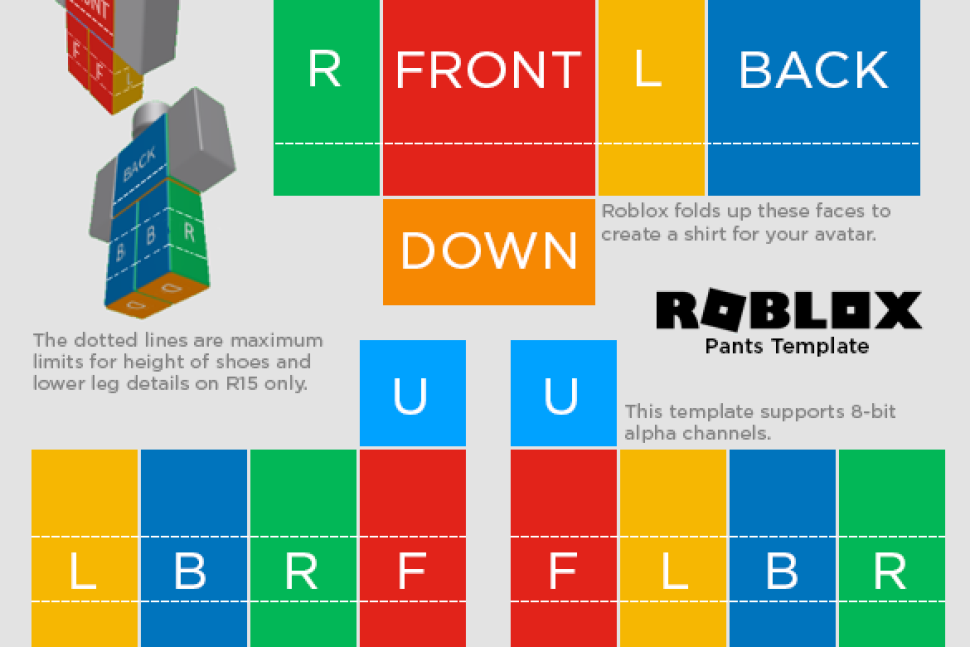 R FRONT L BACK
F F L
BACK
B B R
D D
DOWN
Roblox folds up these faces to
create a shirt for your avatar.
ROBLOX
Pants Template
The dotted lines are maximum
limits for height of shoes and
lower leg details on R15 only.
U U
This template supports 8-bit
alpha channels.
L B R F F L B R